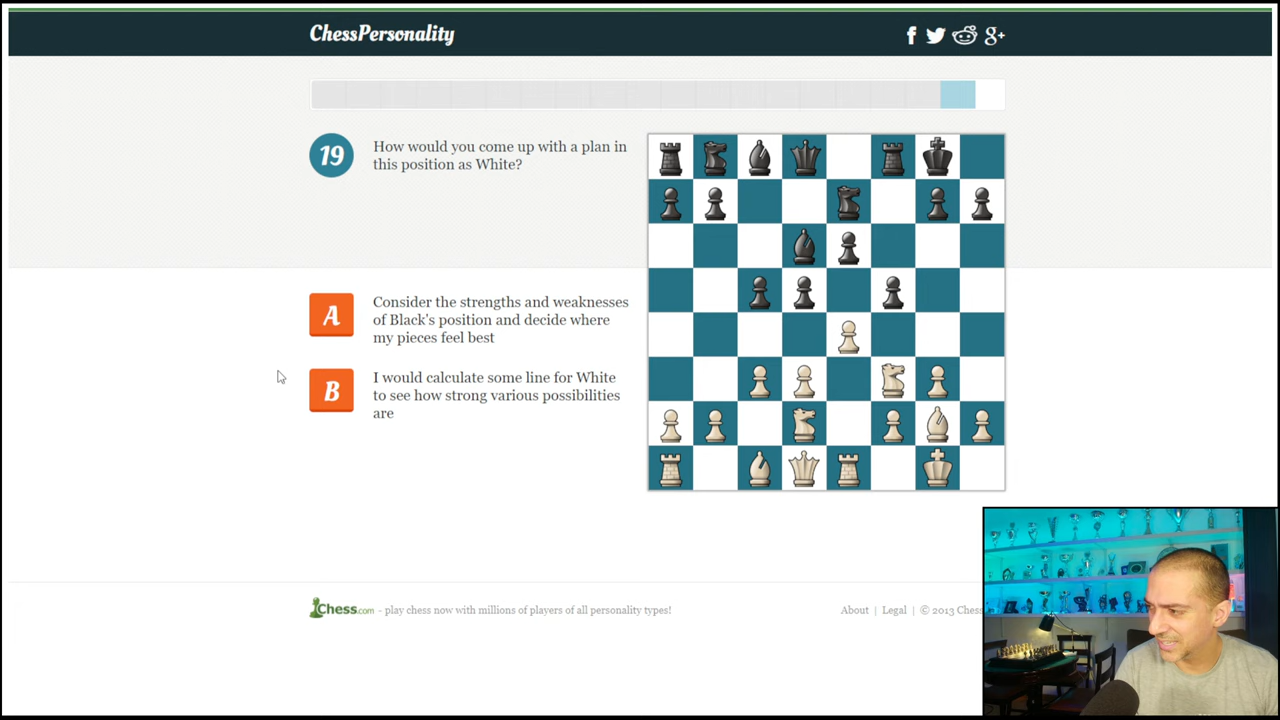 ChessPersonality
19
How would you come up with a plan in
this position as White?
A
Consider the strengths and weaknesses
of Black's position and decide where
my pieces feel best
B
I would calculate some line for White
to see how strong various possibilities
are
Chess.com - play chess now with millions of players of all personality types!
About | Legal | © 2013 Chess